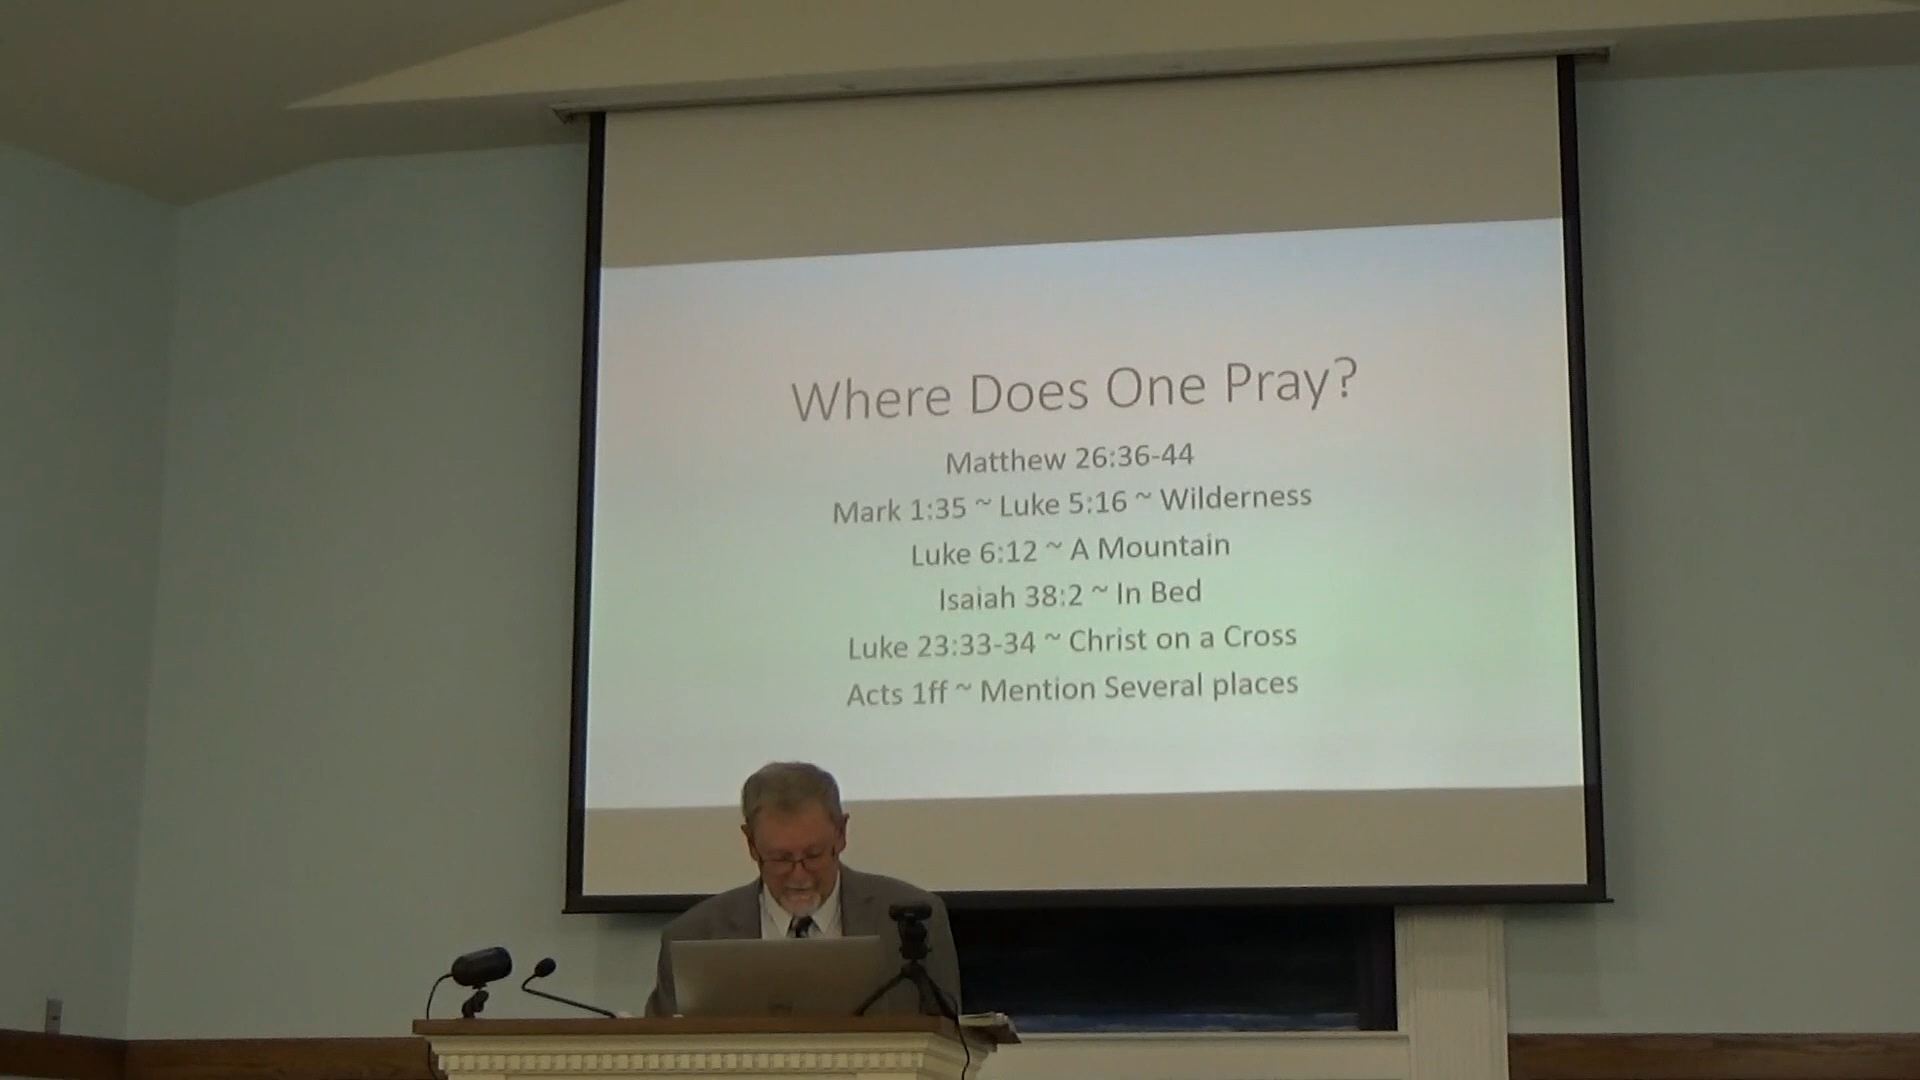 Where Does One Pray?
Matthew 26:36-44
Mark 1:35 ~ Luke 5:16 ~ Wilderness
Luke 6:12 ~ A Mountain
Isaiah 38:2 ~ In Bed
Luke 23:33-34 ~ Christ on a Cross
Acts 1ff ~ Mention Several places